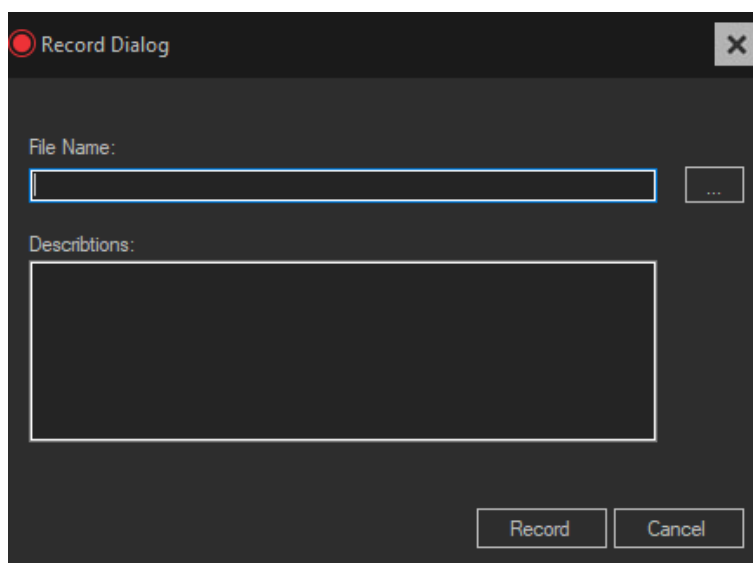 Record Dialog
File Name:
...
Describtions:
Record
Cancel